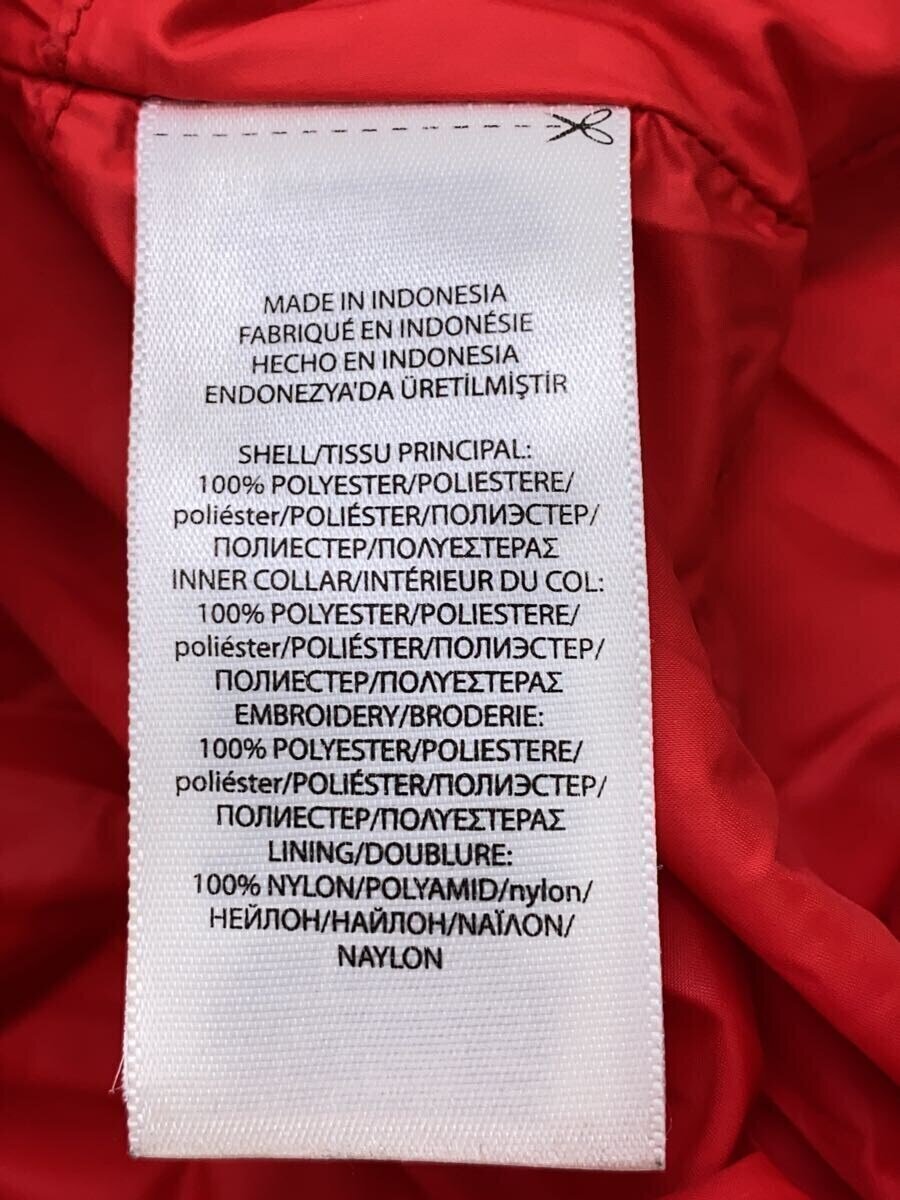 MADE IN INDONESIA
FABRIQUÉ EN INDONÉSIE
HECHO EN INDONESIA
ENDONEZYA'DA ÜRETİLMİŞTİR
SHELL/TISSU PRINCIPAL:
100% POLYESTER/POLIESTERE/
poliéster/POLIÉSTER/ПОЛИЭСТЕР/
ПОЛИЕСТЕР/ΠΟΛΥΕΣΤΕΡΑΣ
INNER COLLAR/INTÉRIEUR DU COL:
100% POLYESTER/POLIESTERE/
poliéster/POLIÉSTER/ПОЛИЭСТЕР/
ПОЛИЕСТЕР/ΠΟΛΥΕΣΤΕΡΑΣ
EMBROIDERY/BRODERIE:
100% POLYESTER/POLIESTERE/
poliéster/POLIÉSTER/ПОЛИЭСТЕР/
ПОЛИЕСТЕР/ΠΟΛΥΕΣΤΕΡΑΣ
LINING/DOUBLURE:
100% NYLON/POLYAMID/nylon/
НЕЙЛОН/НАЙЛОН/ΝΑΪΛΟΝ/
NAYLON